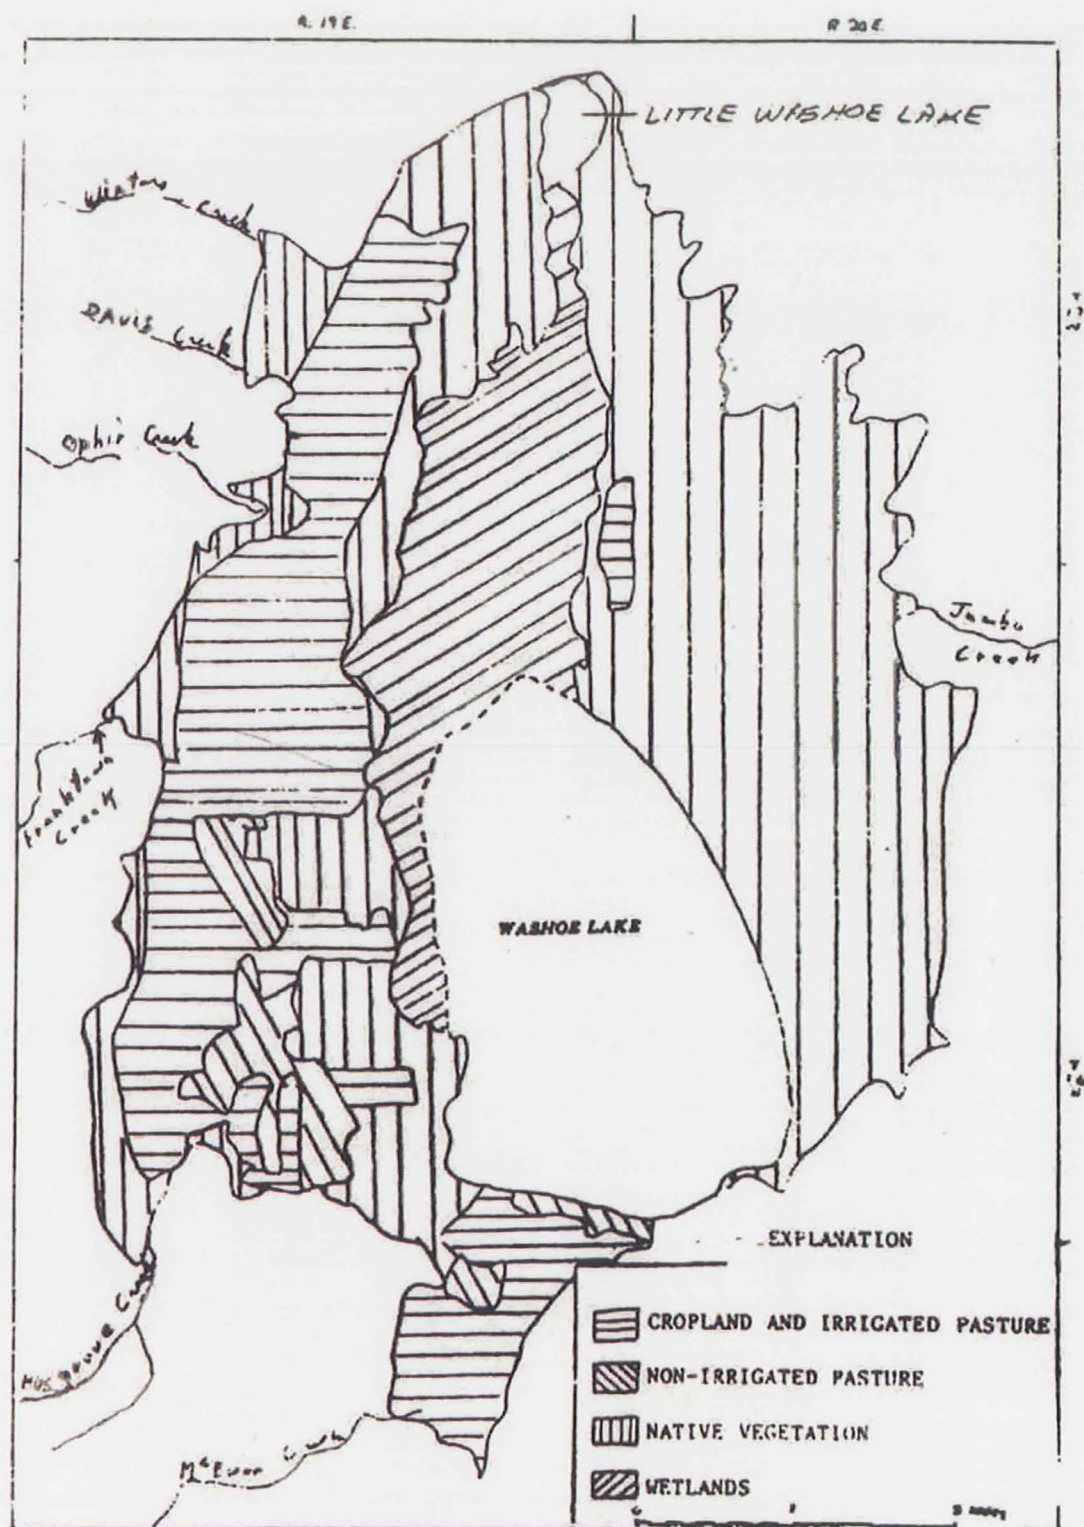 R. 19 E.
R 20 E.
LITTLE WASHOE LAKE
Winters Creek
DAVIS Creek
Ophir Creek
Jumbo
Creek
Franktown
Creek
WASHOE LAKE
EXPLANATION
CROPLAND AND IRRIGATED PASTURE
NON-IRRIGATED PASTURE
NATIVE VEGETATION
WETLANDS